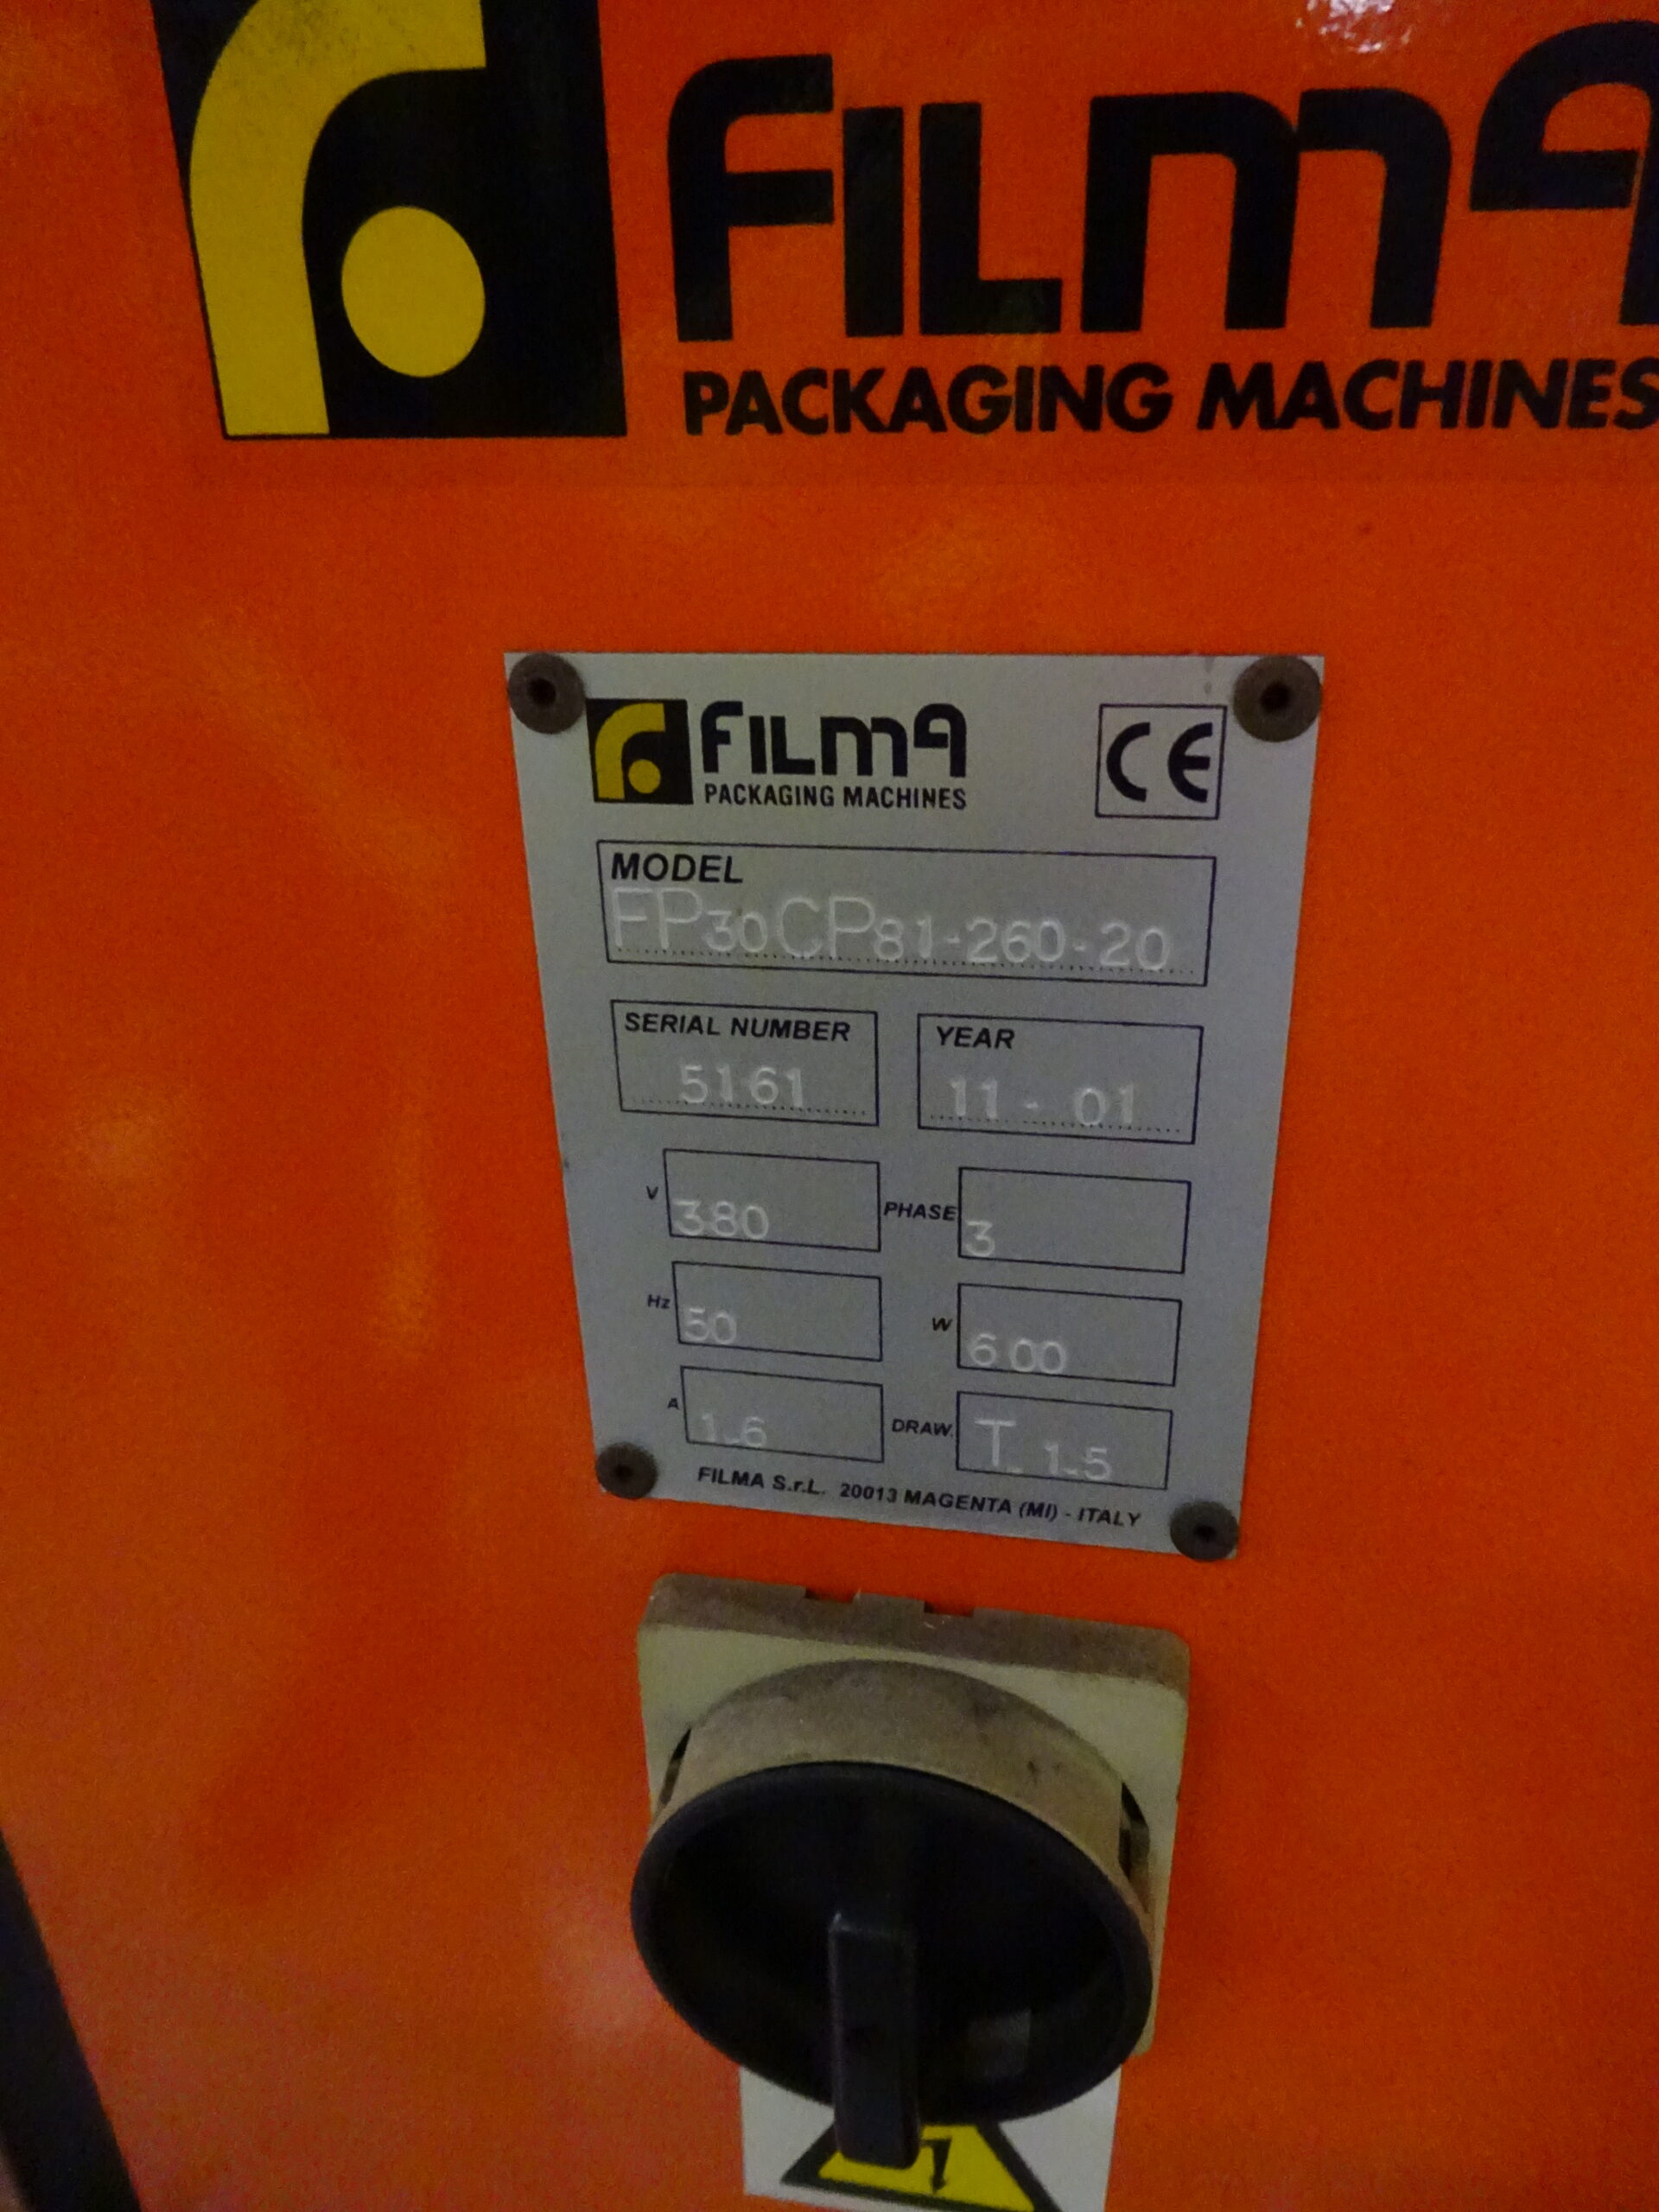 FILMA
PACKAGING MACHINES
FILMA
PACKAGING MACHINES
CE
MODEL
FP30CP81-260-20
SERIAL NUMBER
5161
YEAR
11 - 01
V 380
PHASE 3
Hz 50
W 600
A 1.6
DRAW. T. 1.5
FILMA S.r.L. 20013 MAGENTA (MI) - ITALY